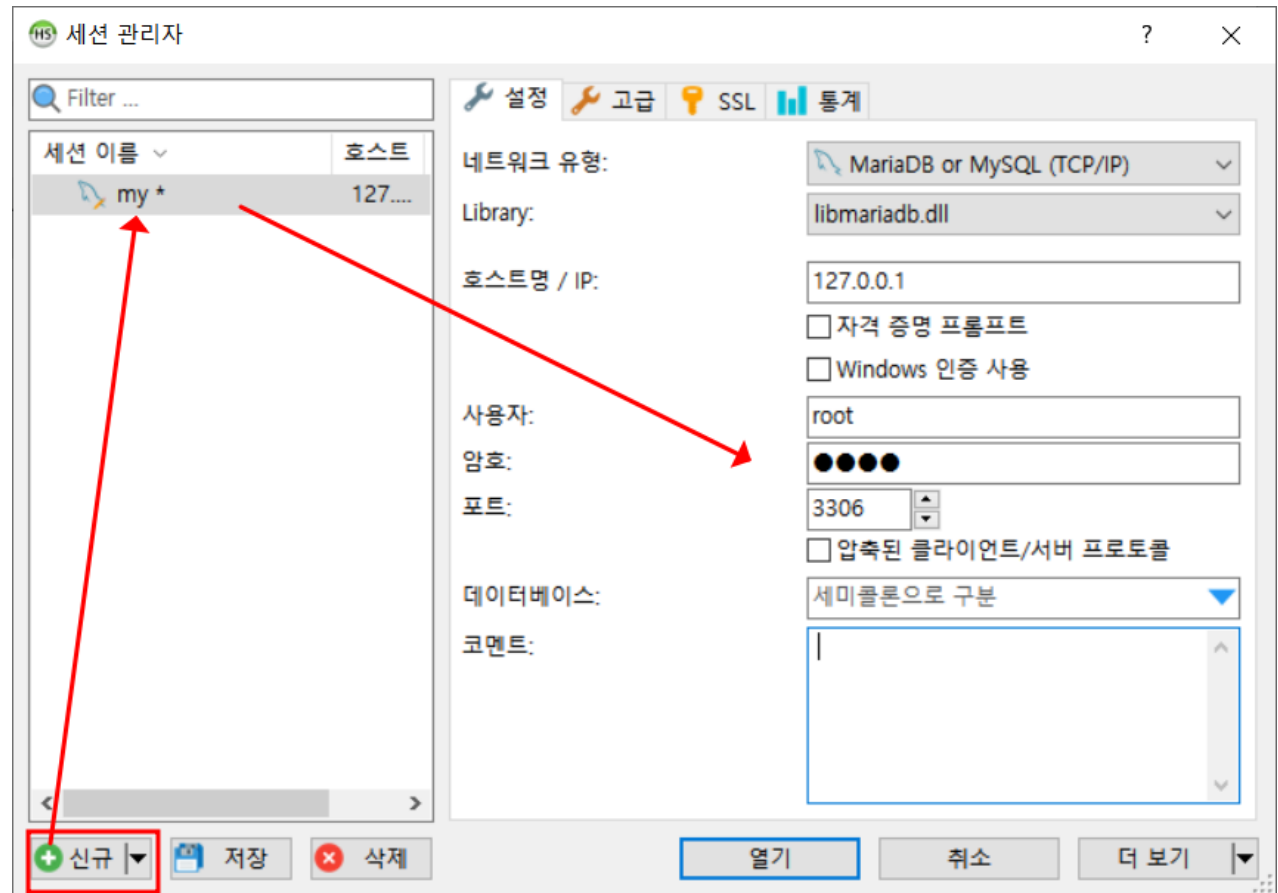 세션 관리자
Filter ...
세션 이름 호스트
my * 127....
신규 저장 삭제
설정 고급 SSL 통계
네트워크 유형: MariaDB or MySQL (TCP/IP)
Library: libmariadb.dll
호스트명 / IP: 127.0.0.1
자격 증명 프롬프트
Windows 인증 사용
사용자: root
암호: ●●●●
포트: 3306
압축된 클라이언트/서버 프로토콜
데이터베이스: 세미콜론으로 구분
코멘트:
열기 취소 더 보기